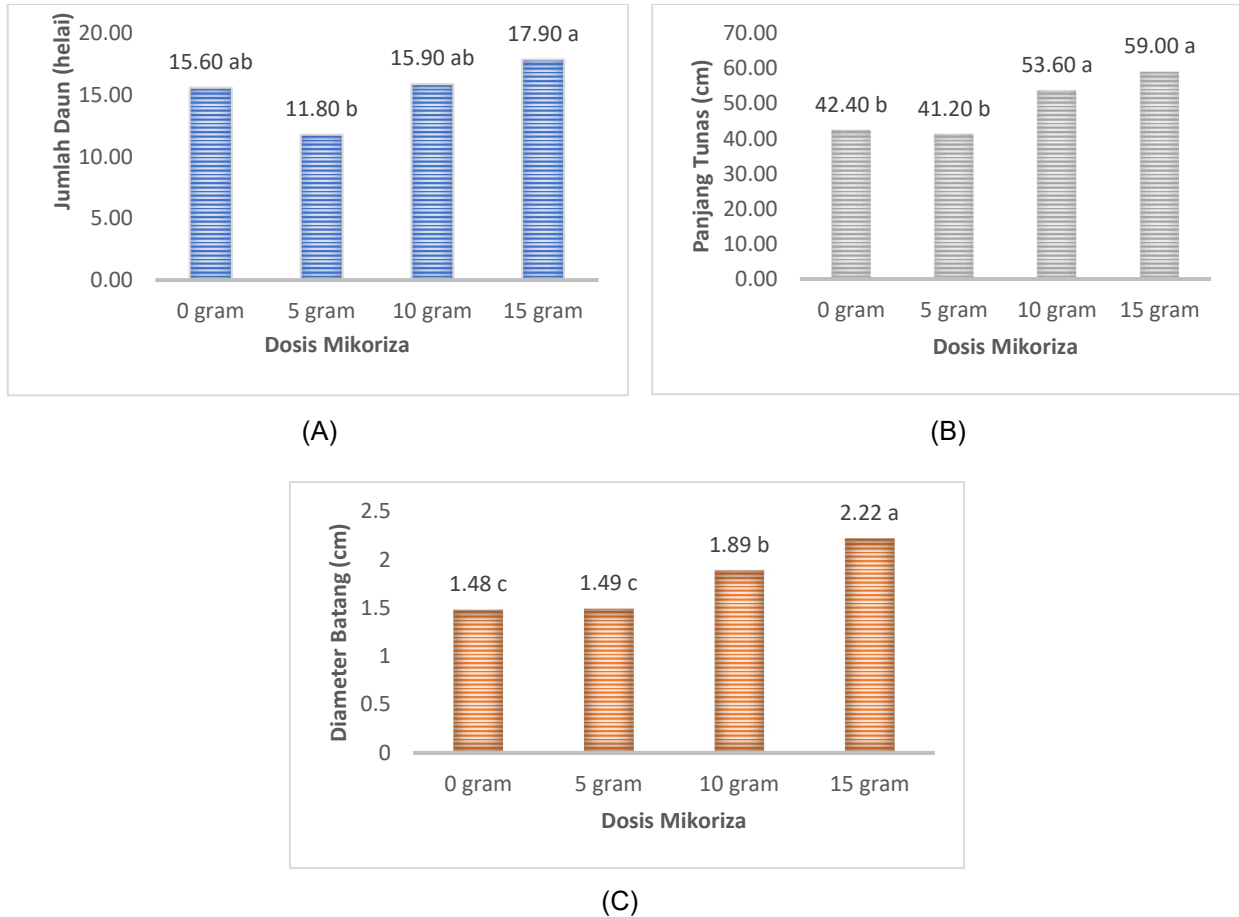 Jumlah Daun (helai)
20.00
15.00
10.00
5.00
0.00
15.60 ab
11.80 b
15.90 ab
17.90 a
0 gram
5 gram
10 gram
15 gram
Dosis Mikoriza
(A)
Panjang Tunas (cm)
70.00
60.00
50.00
40.00
30.00
20.00
10.00
0.00
42.40 b
41.20 b
53.60 a
59.00 a
0 gram
5 gram
10 gram
15 gram
Dosis Mikoriza
(B)
Diameter Batang (cm)
2.5
2
1.5
1
0.5
0
1.48 c
1.49 c
1.89 b
2.22 a
0 gram
5 gram
10 gram
15 gram
Dosis Mikoriza
(C)